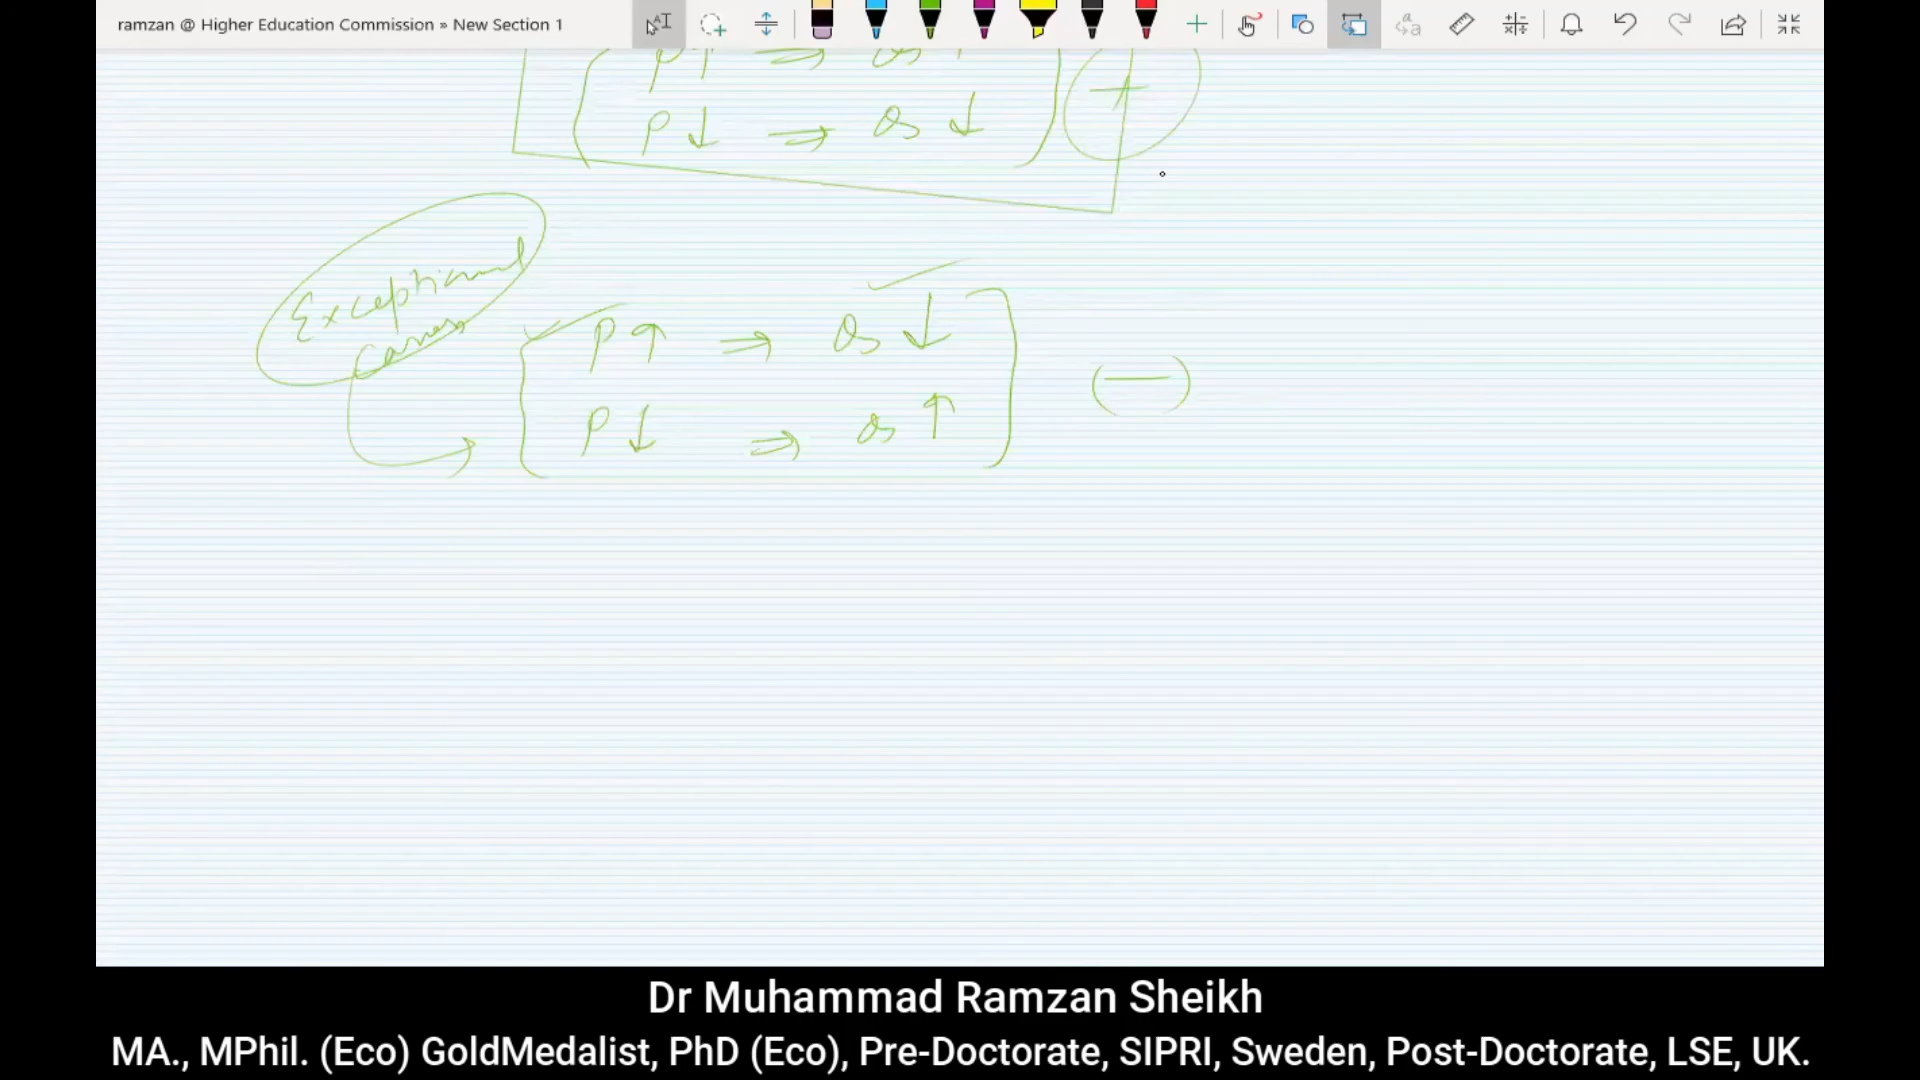 ramzan @ Higher Education Commission » New Section 1
P↑ ⇒ Qs ↑
P↓ ⇒ Qs ↓
+
Exceptional
cases
P↑ ⇒ Qs ↓
P↓ ⇒ Qs ↑
(—)
Dr Muhammad Ramzan Sheikh
MA., MPhil. (Eco) GoldMedalist, PhD (Eco), Pre-Doctorate, SIPRI, Sweden, Post-Doctorate, LSE, UK.